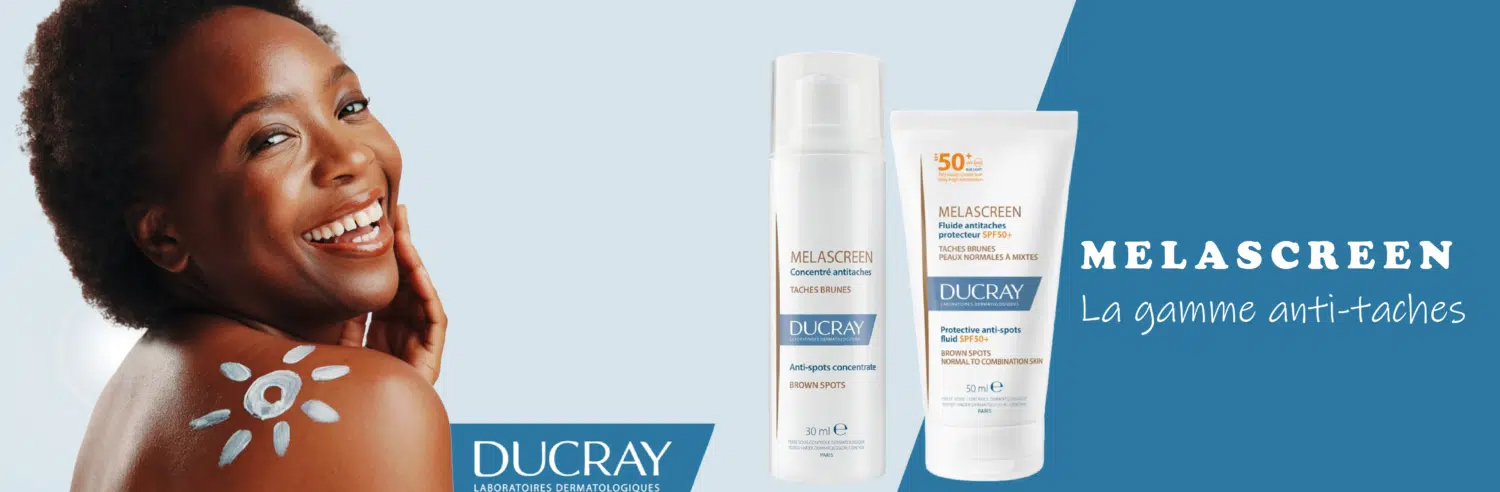 DUCRAY
LABORATOIRES DERMATOLOGIQUES
MELASCREEN
Concentré antitaches
TACHES BRUNES
DUCRAY
Anti-spots concentrate
BROWN SPOTS
30 ml e
PARIS
50+
MELASCREEN
Fluide antitaches
protecteur SPF50+
TACHES BRUNES
PEAUX NORMALES À MIXTES
DUCRAY
LABORATOIRES DERMATOLOGIQUES
Protective anti-spots
fluid SPF50+
BROWN SPOTS
NORMAL TO COMBINATION SKIN
50 ml e
PARIS
MELASCREEN
La gamme anti-taches